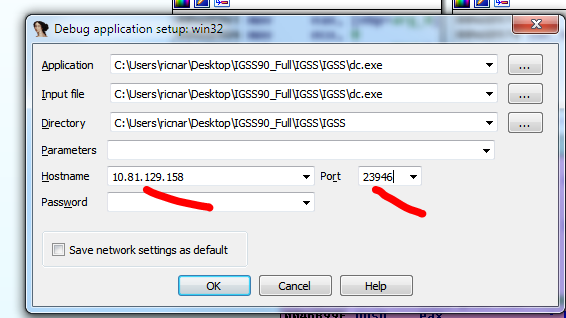 Debug application setup: win32
Application C:\Users\ricnar\Desktop\IGSS90_Full\IGSS\IGSS\dc.exe ...
Input file C:\Users\ricnar\Desktop\IGSS90_Full\IGSS\IGSS\dc.exe ...
Directory C:\Users\ricnar\Desktop\IGSS90_Full\IGSS\IGSS ...
Parameters
Hostname 10.81.129.158 Port 23946
Password
Save network settings as default
OK Cancel Help